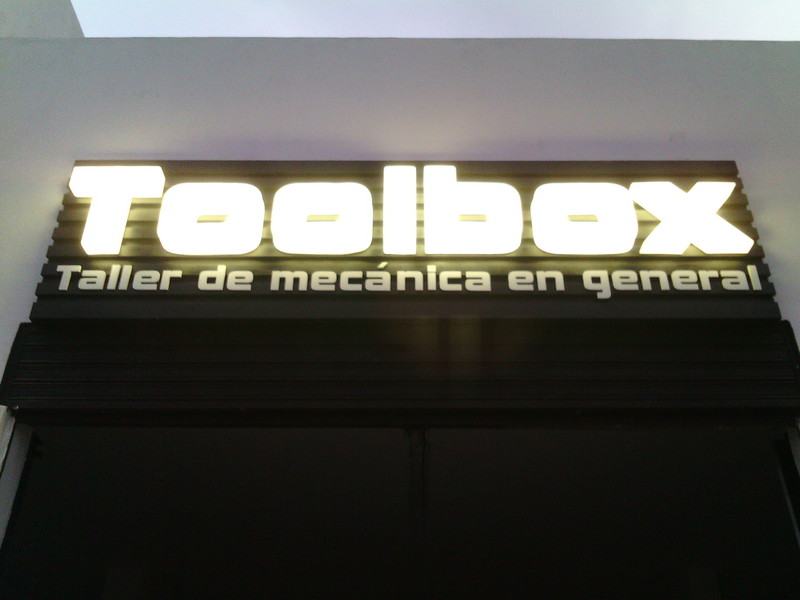 Toolbox
Taller de mecánica en general